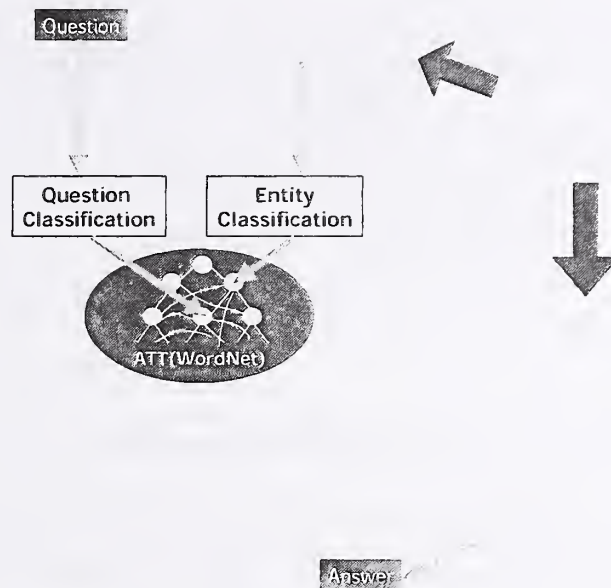 Question
Question
Classification
Entity
Classification
ATT(WordNet)
Answer